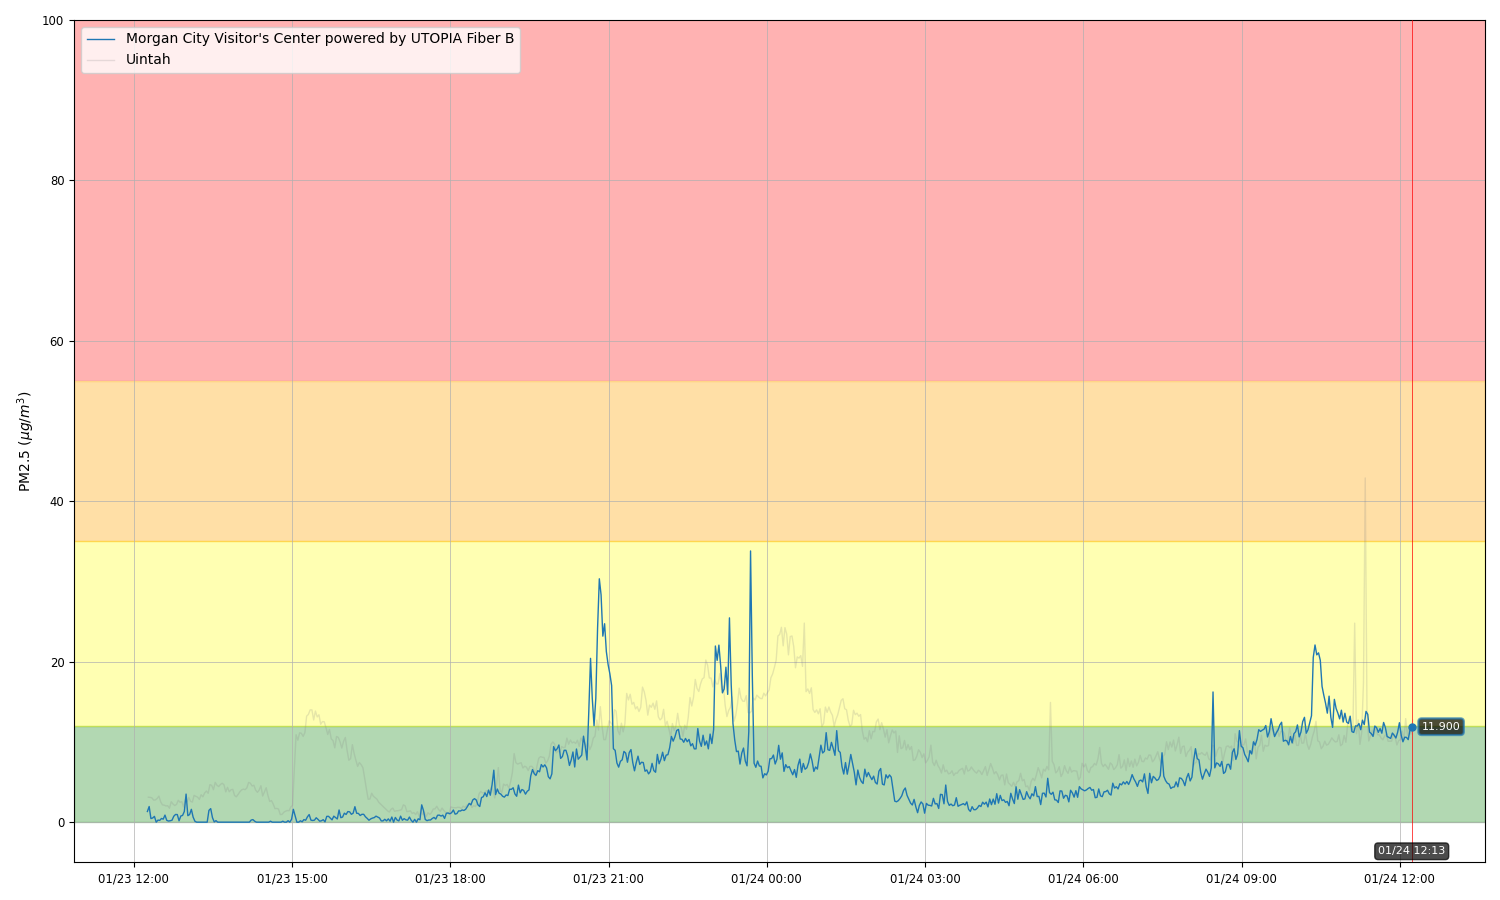 100
Morgan City Visitor's Center powered by UTOPIA Fiber B
Uintah
80
60
PM2.5 (μg/m³)
40
20
11.900
0
01/24 12:13
01/23 12:00 01/23 15:00 01/23 18:00 01/23 21:00 01/24 00:00 01/24 03:00 01/24 06:00 01/24 09:00 01/24 12:00